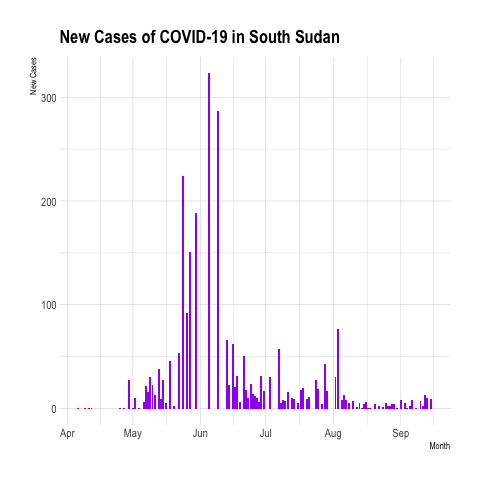 New Cases of COVID-19 in South Sudan
New Cases
300
200
100
0
Apr May Jun Jul Aug Sep
Month